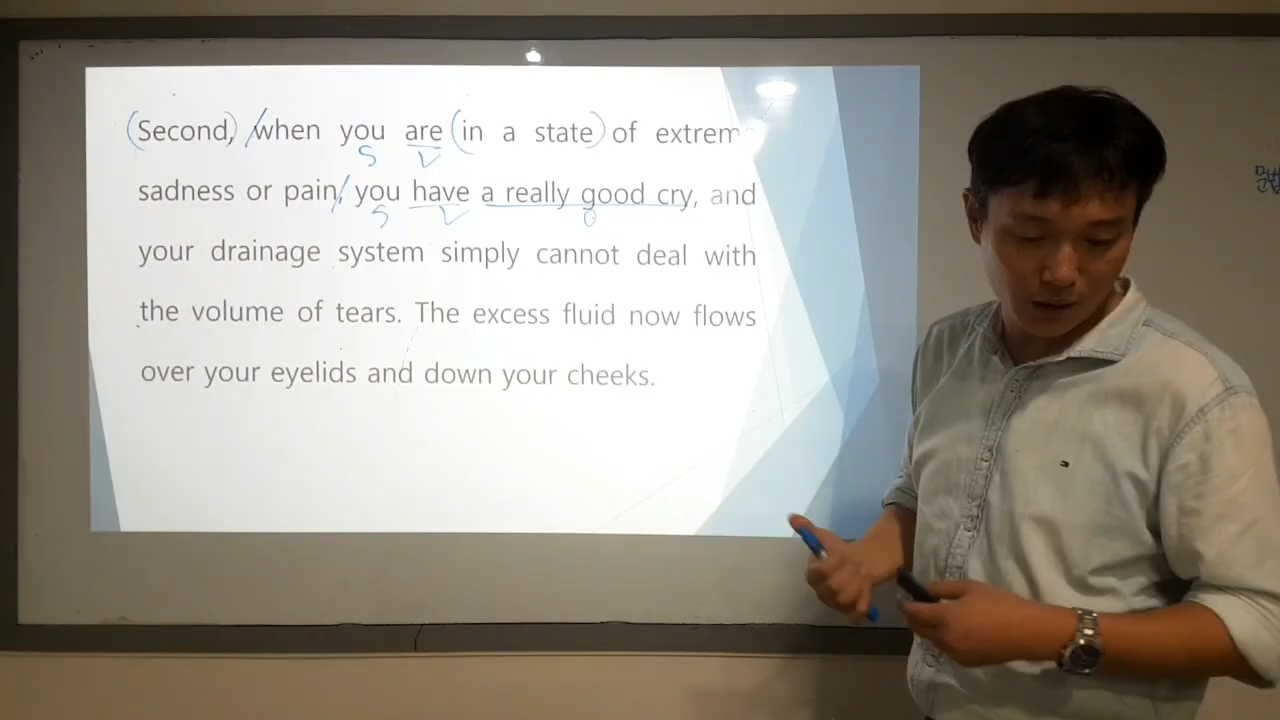 (Second,) /when you are (in a state) of extreme
S V
sadness or pain,/ you have a really good cry, and
S V O
your drainage system simply cannot deal with
the volume of tears. The excess fluid now flows
over your eyelids and down your cheeks.